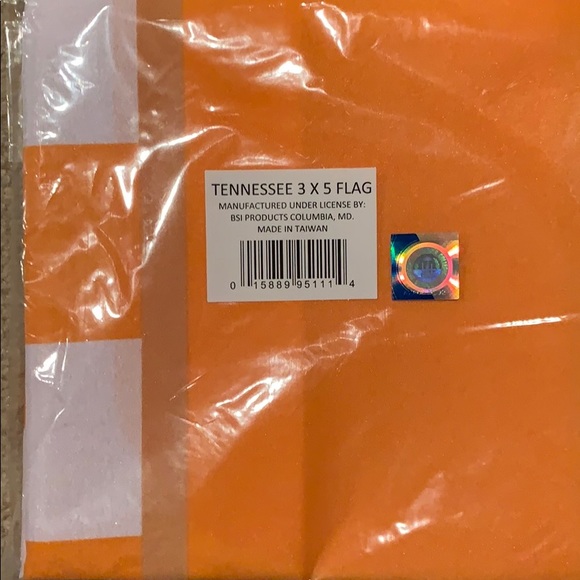 TENNESSEE 3 X 5 FLAG
MANUFACTURED UNDER LICENSE BY:
BSI PRODUCTS COLUMBIA, MD.
MADE IN TAIWAN
0 15889 95111 4